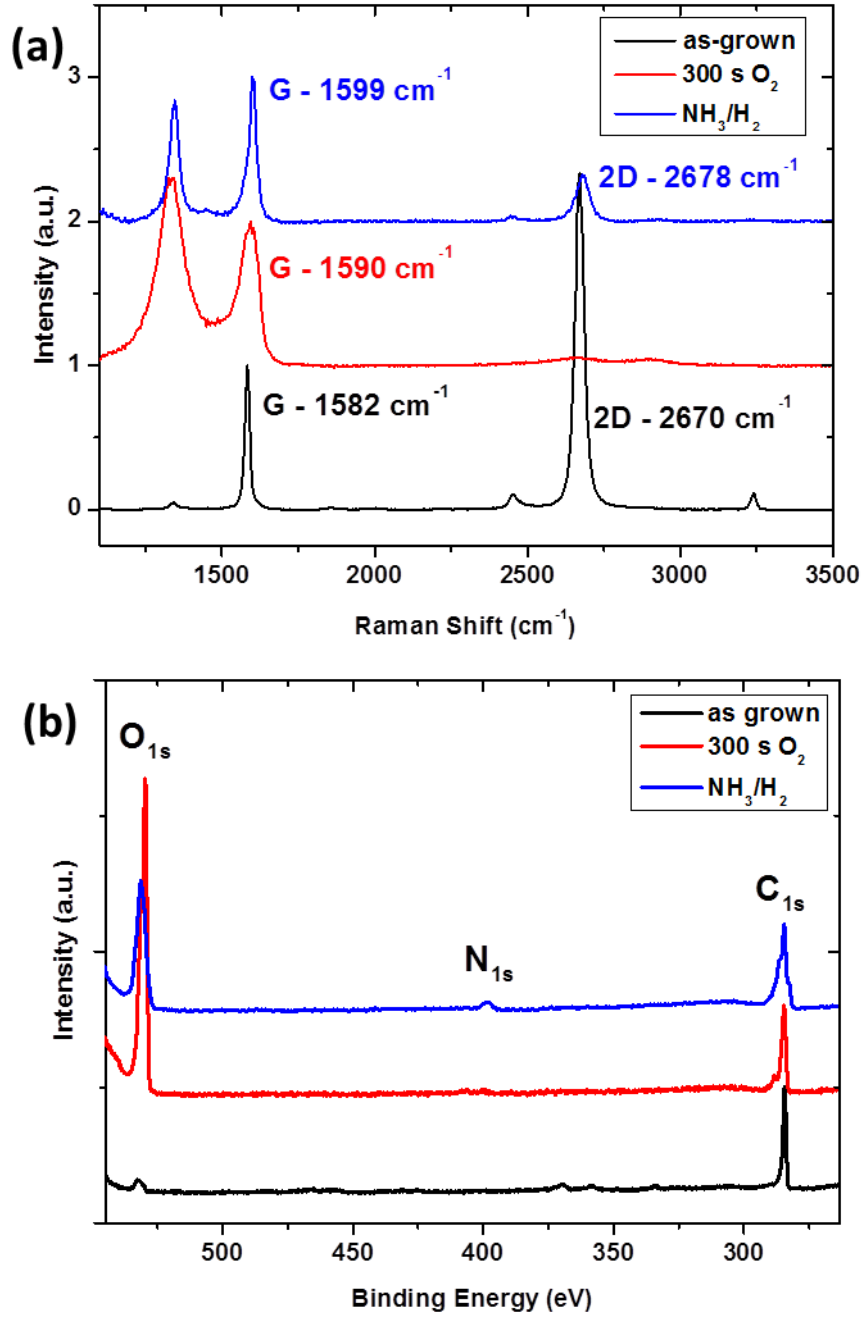 (a)
as-grown
300 s O₂
NH₃/H₂
G - 1599 cm⁻¹
2D - 2678 cm⁻¹
G - 1590 cm⁻¹
G - 1582 cm⁻¹
2D - 2670 cm⁻¹
Intensity (a.u.)
3
2
1
0
1500 2000 2500 3000 3500
Raman Shift (cm⁻¹)
(b)
as grown
300 s O₂
NH₃/H₂
O₁ₛ
N₁ₛ
C₁ₛ
Intensity (a.u.)
500 450 400 350 300
Binding Energy (eV)